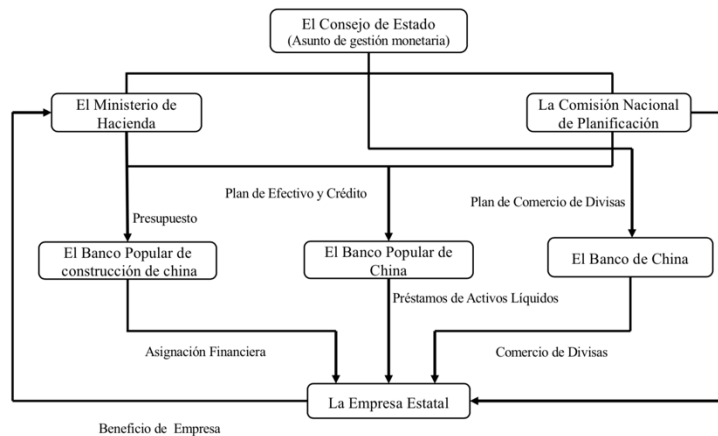 El Consejo de Estado
(Asunto de gestión monetaria)
El Ministerio de
Hacienda
La Comisión Nacional
de Planificación
Plan de Efectivo y Crédito
Plan de Comercio de Divisas
Presupuesto
El Banco Popular de
construcción de china
El Banco Popular de
China
El Banco de China
Préstamos de Activos Líquidos
Asignación Financiera
Comercio de Divisas
La Empresa Estatal
Beneficio de Empresa